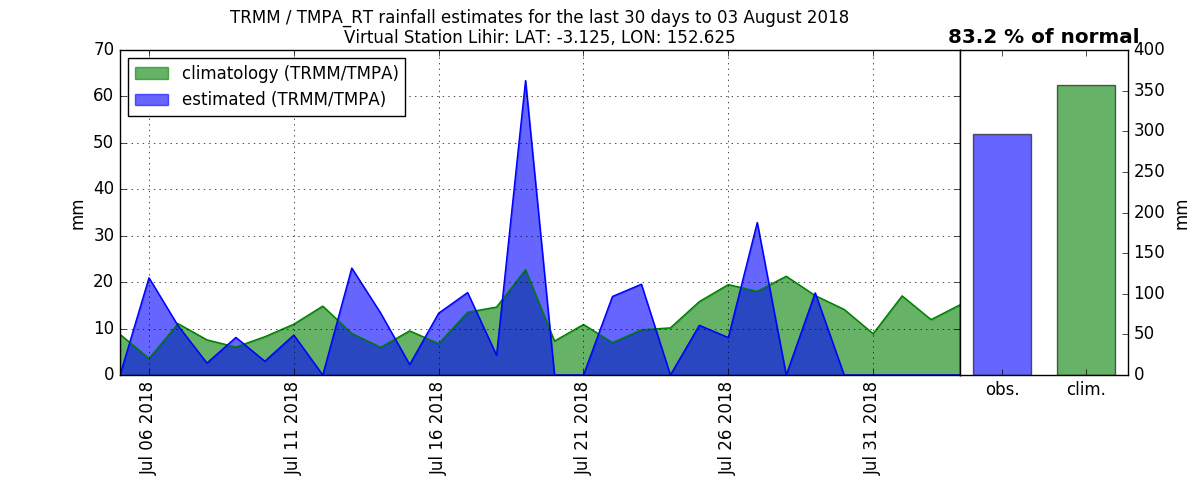 TRMM / TMPA_RT rainfall estimates for the last 30 days to 03 August 2018
Virtual Station Lihir: LAT: -3.125, LON: 152.625
83.2 % of normal
climatology (TRMM/TMPA)
estimated (TRMM/TMPA)
70
60
50
40
30
20
10
0
mm
Jul 06 2018
Jul 11 2018
Jul 16 2018
Jul 21 2018
Jul 26 2018
Jul 31 2018
obs.
clim.
400
350
300
250
200
150
100
50
0
mm